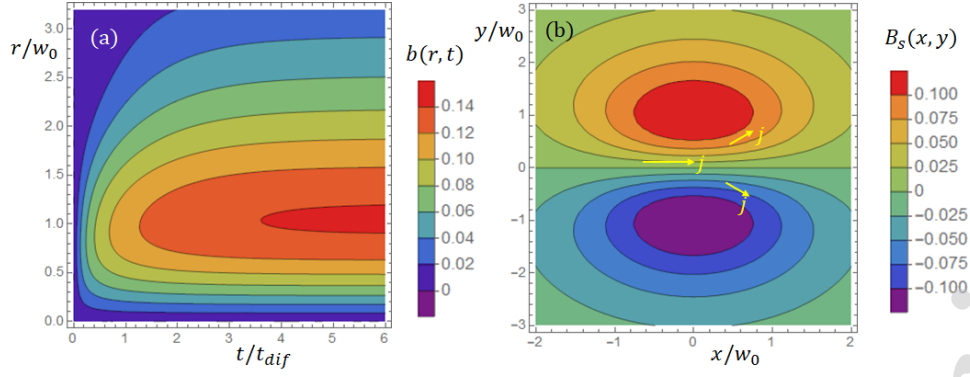 (a)
r/w₀
3.0
2.5
2.0
1.5
1.0
0.5
0.0
0 1 2 3 4 5 6
t/t_dif
b(r,t)
0.14
0.12
0.10
0.08
0.06
0.04
0.02
0
(b)
y/w₀
3
2
1
0
-1
-2
-3
j
j
j
−2 −1 0 1 2
x/w₀
B_s(x,y)
0.100
0.075
0.050
0.025
0
-0.025
-0.050
-0.075
-0.100